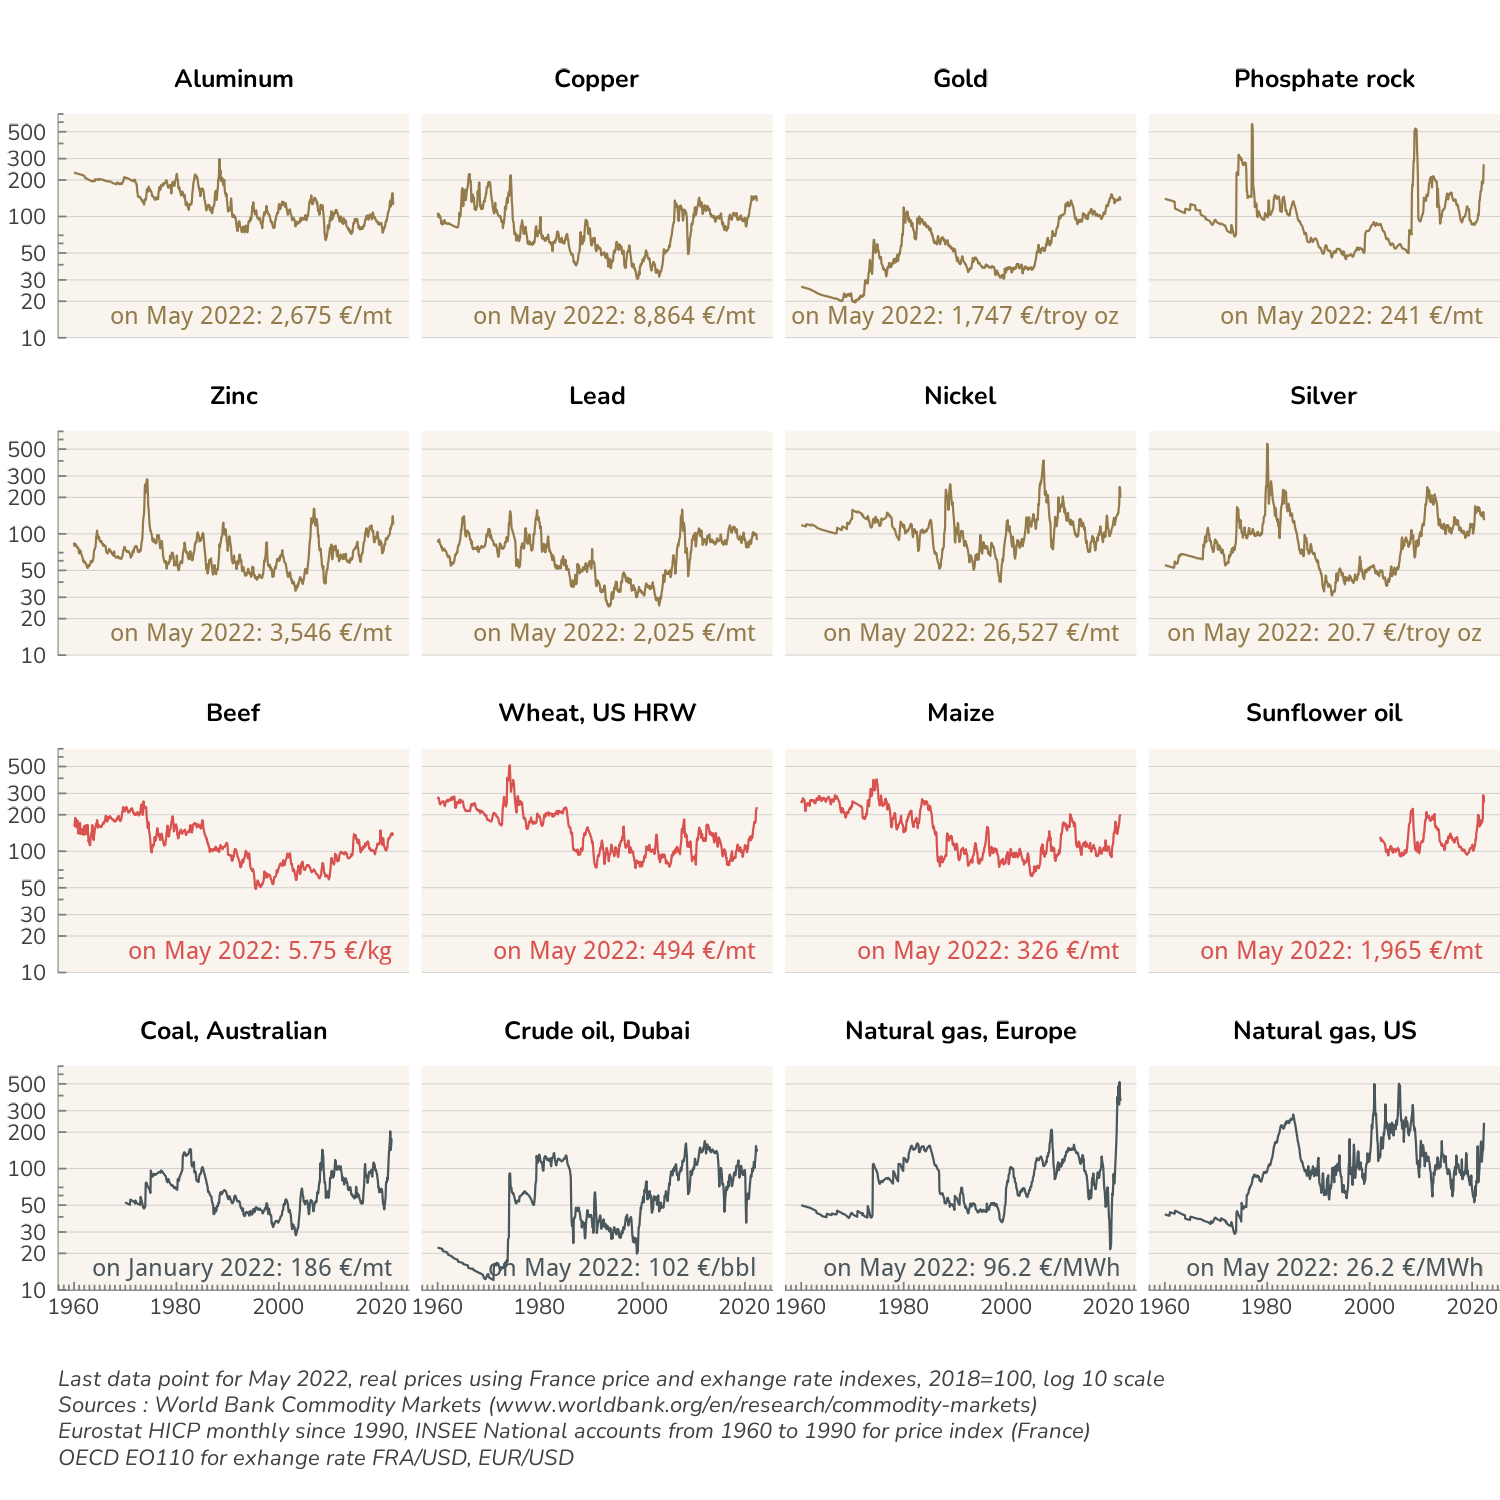 Aluminum Copper Gold Phosphate rock
500
300
200
100
50
30
20
10
on May 2022: 2,675 €/mt on May 2022: 8,864 €/mt on May 2022: 1,747 €/troy oz on May 2022: 241 €/mt
Zinc Lead Nickel Silver
500
300
200
100
50
30
20
10
on May 2022: 3,546 €/mt on May 2022: 2,025 €/mt on May 2022: 26,527 €/mt on May 2022: 20.7 €/troy oz
Beef Wheat, US HRW Maize Sunflower oil
500
300
200
100
50
30
20
10
on May 2022: 5.75 €/kg on May 2022: 494 €/mt on May 2022: 326 €/mt on May 2022: 1,965 €/mt
Coal, Australian Crude oil, Dubai Natural gas, Europe Natural gas, US
500
300
200
100
50
30
20
10
on January 2022: 186 €/mt on May 2022: 102 €/bbl on May 2022: 96.2 €/MWh on May 2022: 26.2 €/MWh
1960 1980 2000 2020 1960 1980 2000 2020 1960 1980 2000 2020 1960 1980 2000 2020
Last data point for May 2022, real prices using France price and exhange rate indexes, 2018=100, log 10 scale
Sources : World Bank Commodity Markets (www.worldbank.org/en/research/commodity-markets)
Eurostat HICP monthly since 1990, INSEE National accounts from 1960 to 1990 for price index (France)
OECD EO110 for exhange rate FRA/USD, EUR/USD